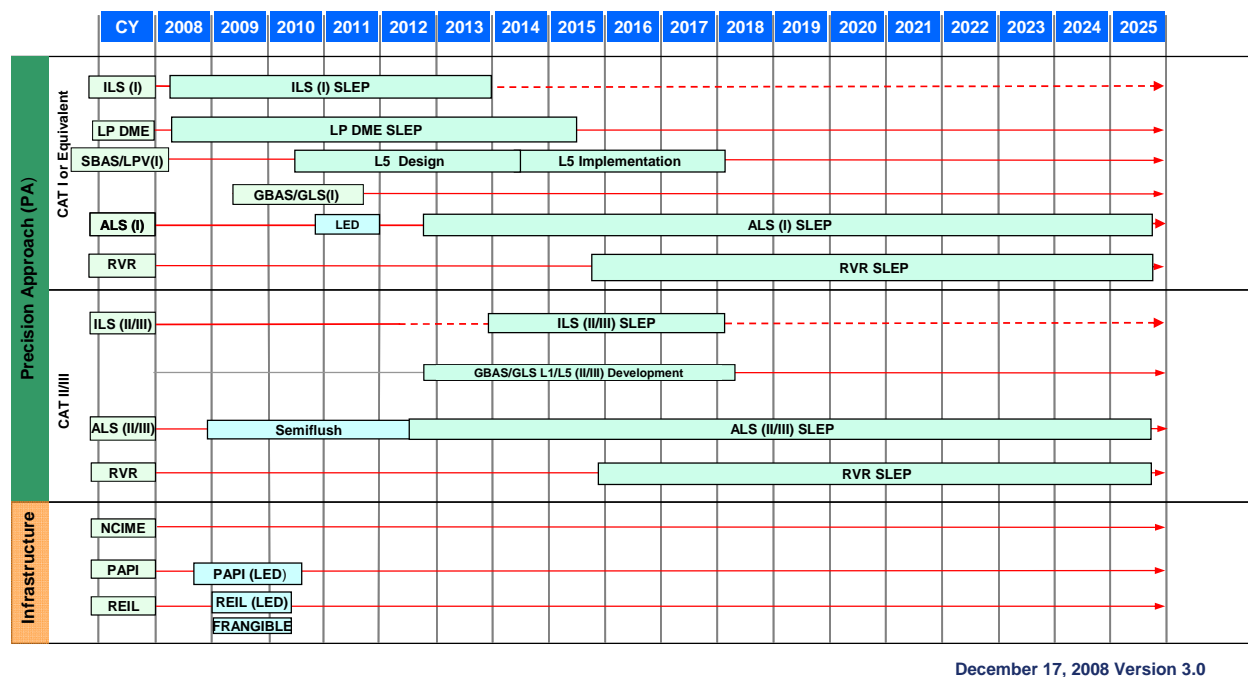 CY 2008 2009 2010 2011 2012 2013 2014 2015 2016 2017 2018 2019 2020 2021 2022 2023 2024 2025
Precision Approach (PA)
CAT I or Equivalent
ILS (I) ILS (I) SLEP
LP DME LP DME SLEP
SBAS/LPV(I) L5 Design L5 Implementation
GBAS/GLS(I)
ALS (I) LED ALS (I) SLEP
RVR RVR SLEP
CAT II/III
ILS (II/III) ILS (II/III) SLEP
GBAS/GLS L1/L5 (II/III) Development
ALS (II/III) Semiflush ALS (II/III) SLEP
RVR RVR SLEP
Infrastructure
NCIME
PAPI PAPI (LED)
REIL REIL (LED)
FRANGIBLE
December 17, 2008 Version 3.0